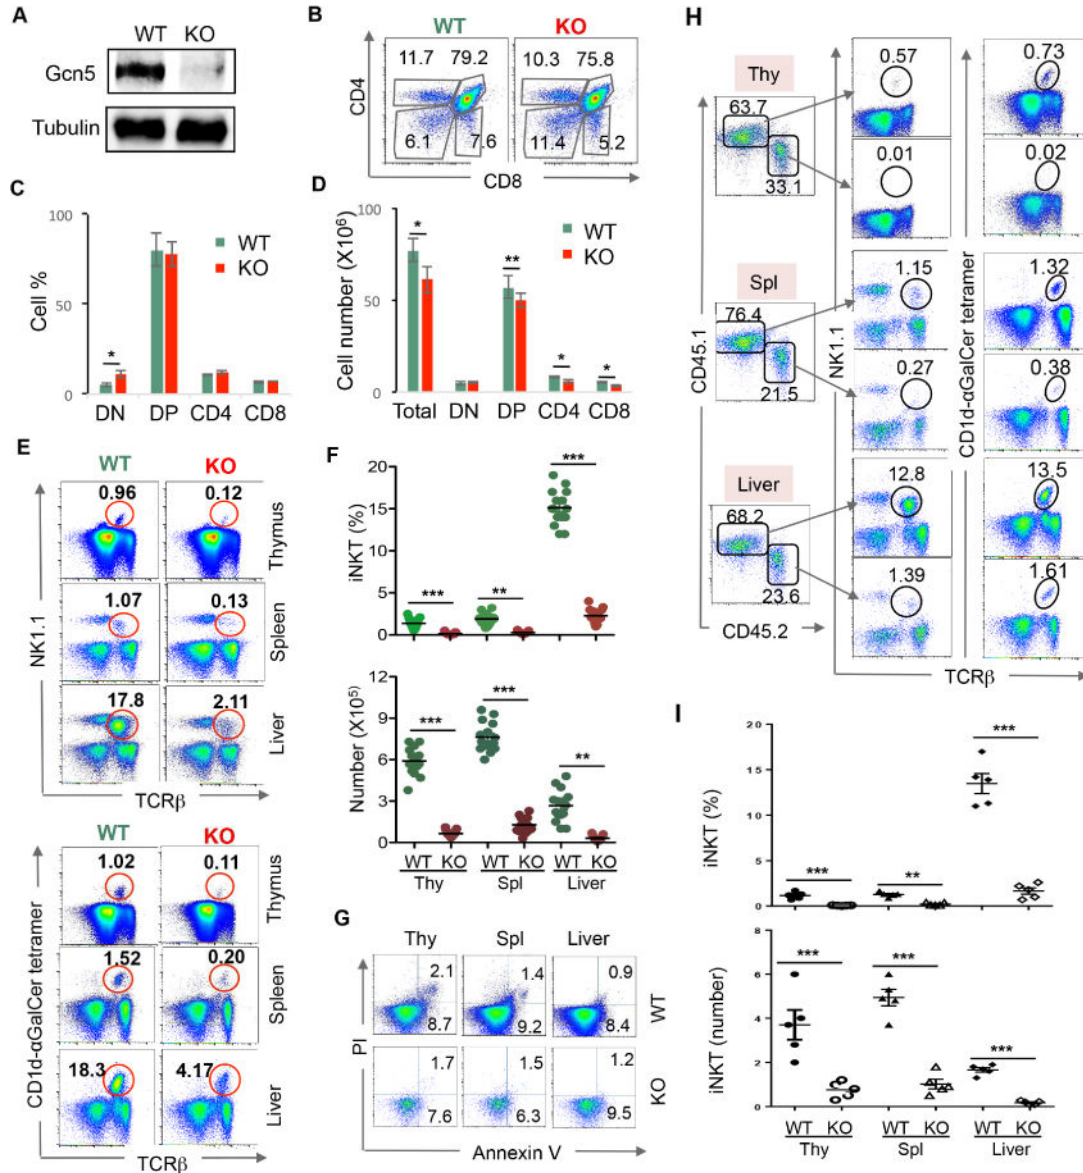 A
WT KO
Gcn5
Tubulin
B
WT KO
11.7 79.2 10.3 75.8
6.1 7.6 11.4 5.2
CD4
CD8
C
100
50
0
Cell %
WT
KO
*
DN DP CD4 CD8
D
100
50
0
Cell number (X10⁶)
WT
KO
* ** * *
Total DN DP CD4 CD8
E
WT KO
0.96 0.12
Thymus
1.07 0.13
Spleen
17.8 2.11
Liver
NK1.1
TCRβ
WT KO
1.02 0.11
Thymus
1.52 0.20
Spleen
18.3 4.17
Liver
CD1d-αGalCer tetramer
TCRβ
F
20
15
10
5
0
iNKT (%)
*** ** ***
12
9
6
3
0
Number (X10⁵)
*** *** **
WT KO WT KO WT KO
Thy Spl Liver
G
Thy Spl Liver
2.1 1.4 0.9
8.7 9.2 8.4
WT
1.7 1.5 1.2
7.6 6.3 9.5
KO
PI
Annexin V
H
Thy
63.7
33.1
0.57 0.73
0.01 0.02
Spl
76.4
21.5
1.15 1.32
0.27 0.38
Liver
68.2
23.6
12.8 13.5
1.39 1.61
CD45.1
CD45.2
NK1.1
CD1d-αGalCer tetramer
TCRβ
I
20
15
10
5
0
iNKT (%)
*** ** ***
6
4
2
0
iNKT (number)
*** *** ***
WT KO WT KO WT KO
Thy Spl Liver